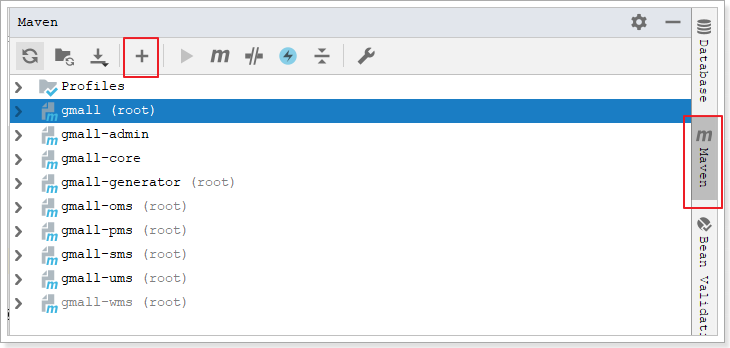 Maven
m
Profiles
gmall (root)
gmall-admin
gmall-core
gmall-generator (root)
gmall-oms (root)
gmall-pms (root)
gmall-sms (root)
gmall-ums (root)
gmall-wms (root)
Database
m Maven
Bean Validati